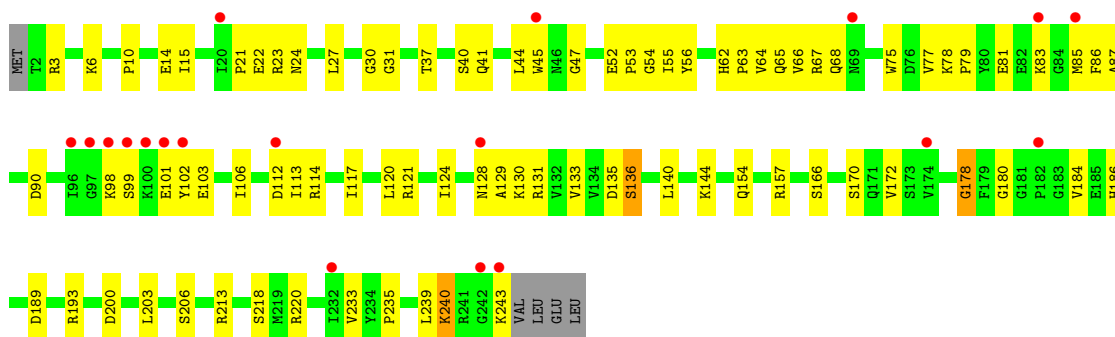 MET T2 R3 K6 P10 E14 I15 I20 P21 E22 R23 N24 L27 G30 G31 T37 S40 Q41 L44 W45 N46 G47 E52 P53 G54 I55 Y56 H62 P63 V64 Q65 V66 R67 Q68 N69 W75 D76 V77 K78 P79 Y80 E81 E82 K83 G84 M85 F86 A87
D90 I96 G97 K98 S99 K100 E101 Y102 E103 I106 D112 I113 R114 I117 L120 R121 I124 N128 A129 K130 R131 V132 V133 V134 D135 S136 L140 K144 Q154 R157 S166 S170 Q171 V172 S173 V174 G178 F179 G180 G181 P182 G183 V184 E185 H186
D189 R193 D200 L203 S206 R213 S218 M219 R220 I232 V233 Y234 P235 L239 K240 R241 G242 K243 VAL LEU GLU LEU